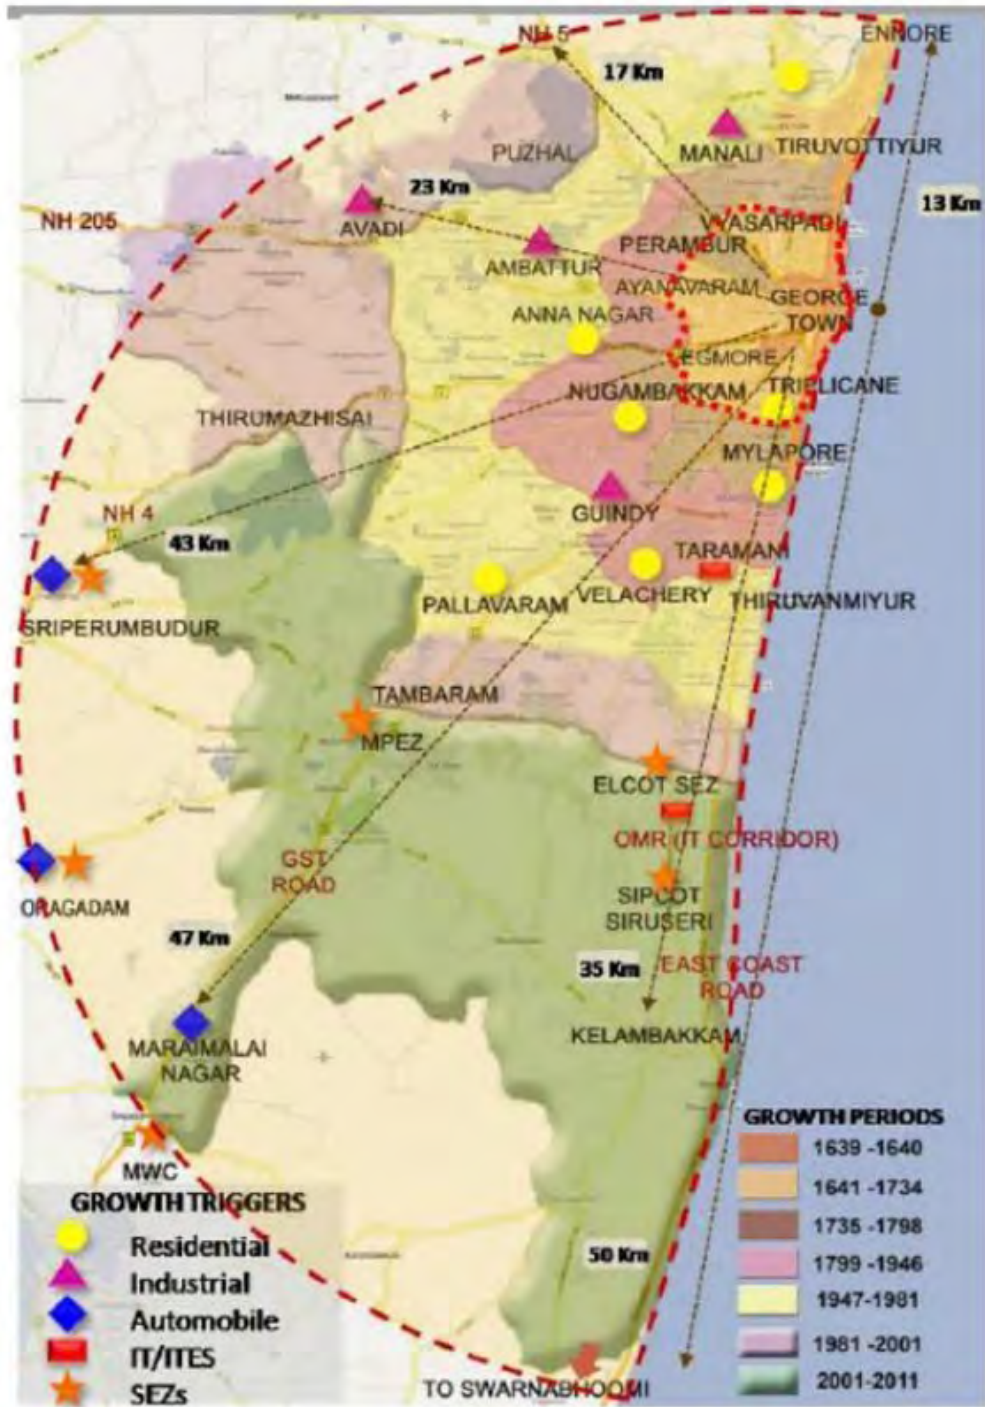 NH 5
ENNORE
17 Km
PUZHAL
MANALI
TIRUVOTTIYUR
23 Km
13 Km
NH 205
AVADI
VYASARPADI
PERAMBUR
AMBATTUR
AYANAVARAM
GEORGE
TOWN
ANNA NAGAR
EGMORE
NUGAMBAKKAM
TRIPLICANE
THIRUMAZHISAI
MYLAPORE
NH 4
GUINDY
43 Km
TARAMANI
PALLAVARAM
VELACHERY
THIRUVANMIYUR
SRIPERUMBUDUR
TAMBARAM
MPEZ
ELCOT SEZ
OMR (IT CORRIDOR)
GST
ROAD
SIPCOT
SIRUSERI
ORAGADAM
47 Km
35 Km
EAST COAST
ROAD
KELAMBAKKAM
MARAIMALAI
NAGAR
MWC
50 Km
TO SWARNABHOOMI
GROWTH TRIGGERS
Residential
Industrial
Automobile
IT/ITES
SEZs
GROWTH PERIODS
1639 -1640
1641 -1734
1735 -1798
1799 -1946
1947-1981
1981 -2001
2001-2011